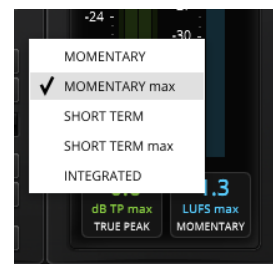 -24 -
-30 -
MOMENTARY
✓ MOMENTARY max
SHORT TERM
SHORT TERM max
INTEGRATED
dB TP max
LUFS max
TRUE PEAK
MOMENTARY